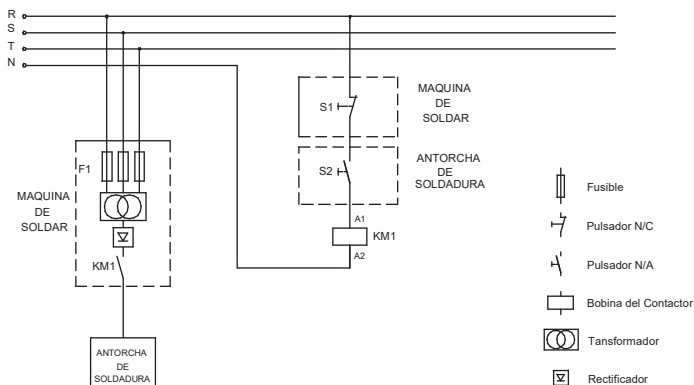 R
S
T
N
S1
MAQUINA
DE
SOLDAR
S2
ANTORCHA
DE
SOLDADURA
A1
KM1
A2
F1
MAQUINA
DE
SOLDAR
KM1
ANTORCHA
DE
SOLDADURA
Fusible
Pulsador N/C
Pulsador N/A
Bobina del Contactor
Tansformador
Rectificador